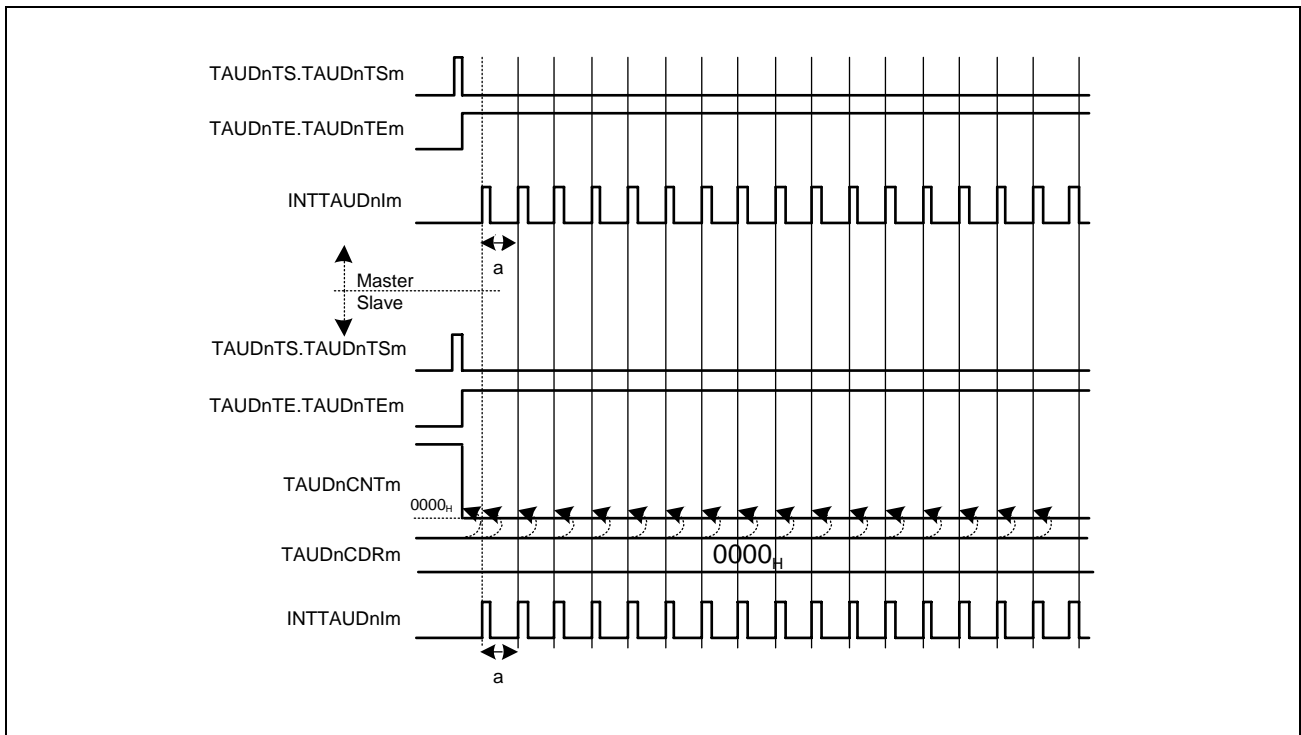 TAUDnTS.TAUDnTSm
TAUDnTE.TAUDnTEm
INTTAUDnIm
a
Master
Slave
TAUDnTS.TAUDnTSm
TAUDnTE.TAUDnTEm
TAUDnCNTm
0000H
TAUDnCDRm
0000H
INTTAUDnIm
a